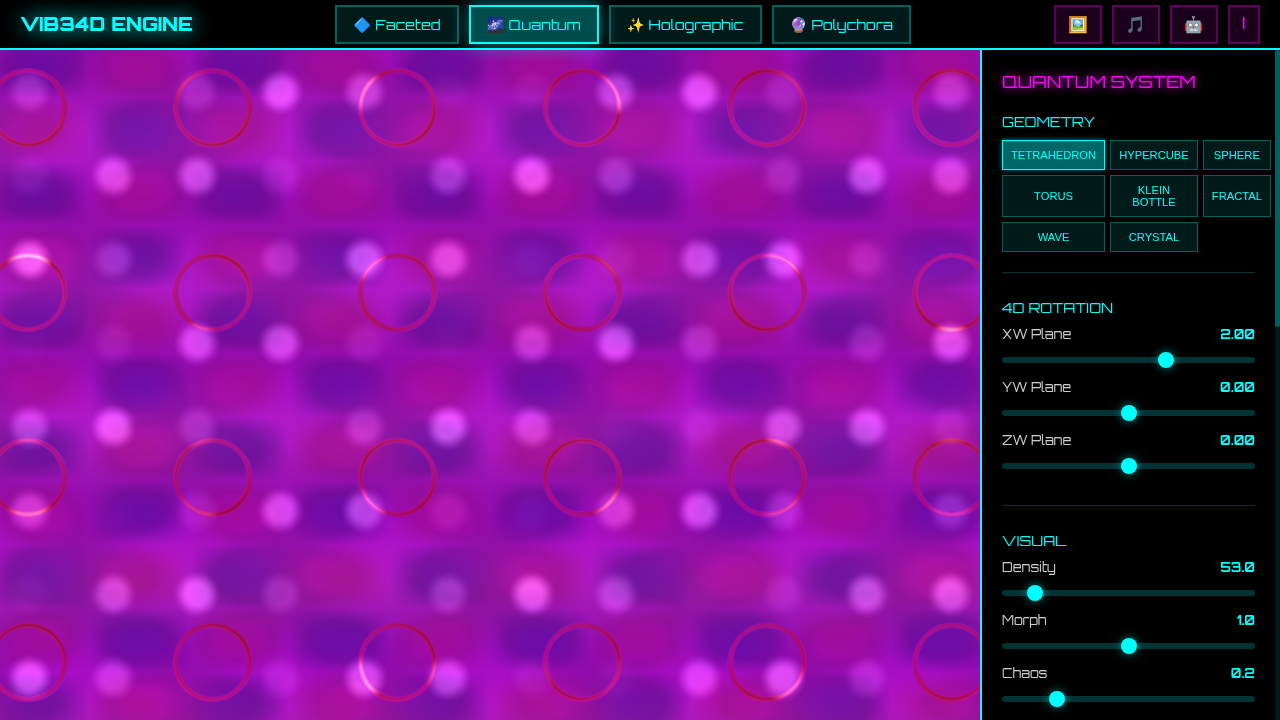 VIB34D ENGINE
🔷 Faceted
🌌 Quantum
✨ Holographic
🔮 Polychora
I
QUANTUM SYSTEM
GEOMETRY
TETRAHEDRON
HYPERCUBE
SPHERE
TORUS
KLEIN
BOTTLE
FRACTAL
WAVE
CRYSTAL
4D ROTATION
XW Plane 2.00
YW Plane 0.00
ZW Plane 0.00
VISUAL
Density 53.0
Morph 1.0
Chaos 0.2